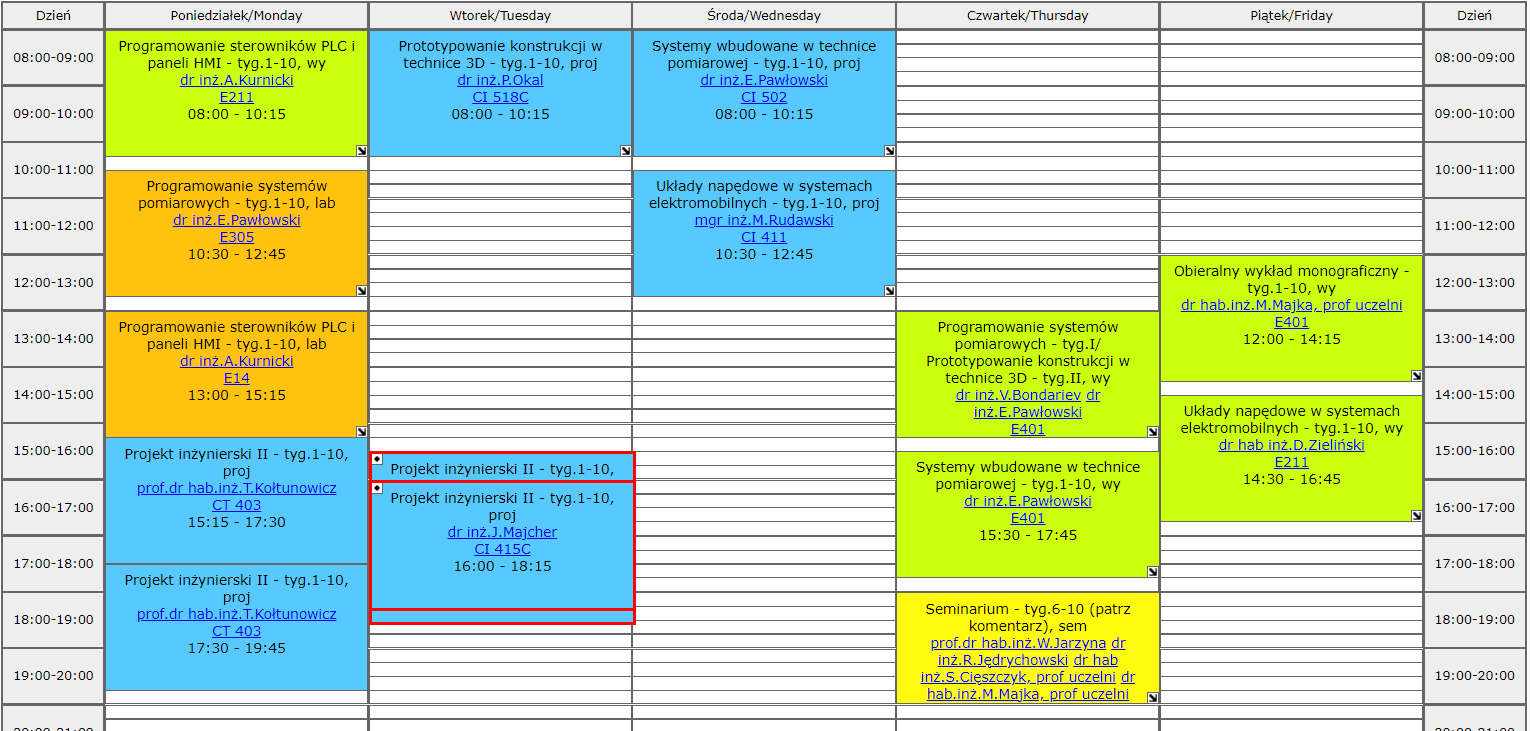 Dzień
Poniedziałek/Monday
Wtorek/Tuesday
Środa/Wednesday
Czwartek/Thursday
Piątek/Friday
Dzień
08:00-09:00
09:00-10:00
10:00-11:00
11:00-12:00
12:00-13:00
13:00-14:00
14:00-15:00
15:00-16:00
16:00-17:00
17:00-18:00
18:00-19:00
19:00-20:00
20:00-21:00
Programowanie sterowników PLC i
paneli HMI - tyg.1-10, wy
dr inż.A.Kurnicki
E211
08:00 - 10:15
Programowanie systemów
pomiarowych - tyg.1-10, lab
dr inż.E.Pawłowski
E305
10:30 - 12:45
Programowanie sterowników PLC i
paneli HMI - tyg.1-10, lab
dr inż.A.Kurnicki
E14
13:00 - 15:15
Projekt inżynierski II - tyg.1-10,
proj
prof.dr hab.inż.T.Kołtunowicz
CT 403
15:15 - 17:30
Projekt inżynierski II - tyg.1-10,
proj
prof.dr hab.inż.T.Kołtunowicz
CT 403
17:30 - 19:45
Prototypowanie konstrukcji w
technice 3D - tyg.1-10, proj
dr inż.P.Okal
CI 518C
08:00 - 10:15
Projekt inżynierski II - tyg.1-10,
Projekt inżynierski II - tyg.1-10,
proj
dr inż.J.Majcher
CI 415C
16:00 - 18:15
Systemy wbudowane w technice
pomiarowej - tyg.1-10, proj
dr inż.E.Pawłowski
CI 502
08:00 - 10:15
Układy napędowe w systemach
elektromobilnych - tyg.1-10, proj
mgr inż.M.Rudawski
CI 411
10:30 - 12:45
Programowanie systemów
pomiarowych - tyg.I/
Prototypowanie konstrukcji w
technice 3D - tyg.II, wy
dr inż.V.Bondariev dr
inż.E.Pawłowski
E401
Systemy wbudowane w technice
pomiarowej - tyg.1-10, wy
dr inż.E.Pawłowski
E401
15:30 - 17:45
Seminarium - tyg.6-10 (patrz
komentarz), sem
prof.dr hab.inż.W.Jarzyna dr
inż.R.Jędrychowski dr hab
inż.S.Cięszczyk, prof uczelni dr
hab.inż.M.Majka, prof uczelni
Obieralny wykład monograficzny -
tyg.1-10, wy
dr hab.inż.M.Majka, prof uczelni
E401
12:00 - 14:15
Układy napędowe w systemach
elektromobilnych - tyg.1-10, wy
dr hab inż.D.Zieliński
E211
14:30 - 16:45
08:00-09:00
09:00-10:00
10:00-11:00
11:00-12:00
12:00-13:00
13:00-14:00
14:00-15:00
15:00-16:00
16:00-17:00
17:00-18:00
18:00-19:00
19:00-20:00
20:00-21:00